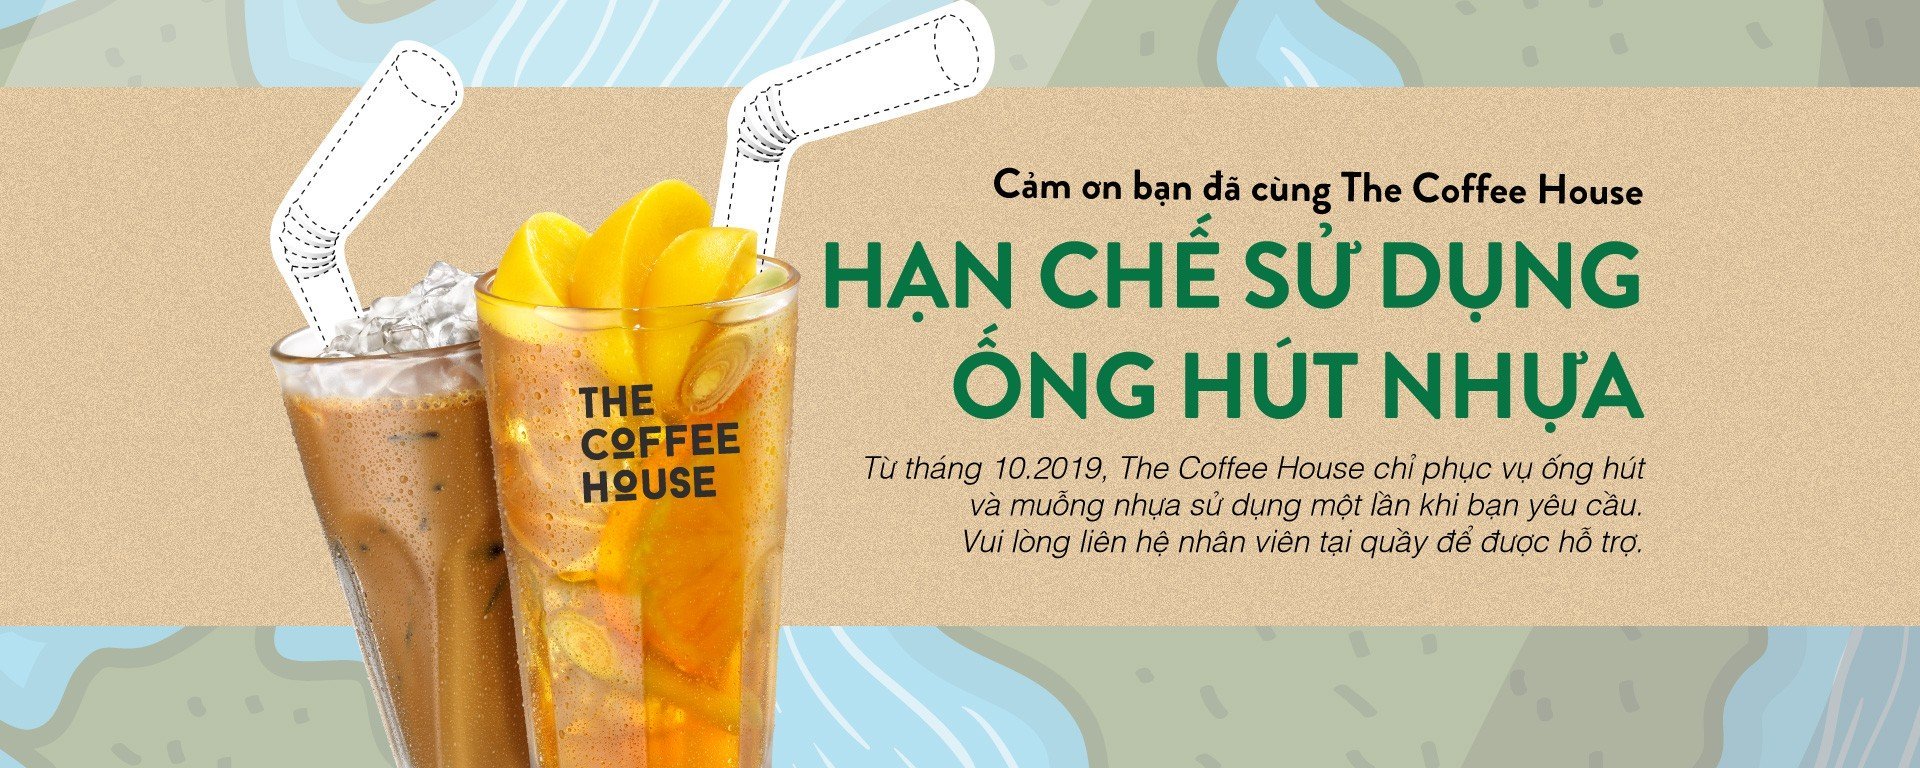 THE
COFFEE
HOUSE
Cảm ơn bạn đã cùng The Coffee House
HẠN CHẾ SỬ DỤNG
ỐNG HÚT NHỰA
Từ tháng 10.2019, The Coffee House chỉ phục vụ ống hút
và muỗng nhựa sử dụng một lần khi bạn yêu cầu.
Vui lòng liên hệ nhân viên tại quầy để được hỗ trợ.